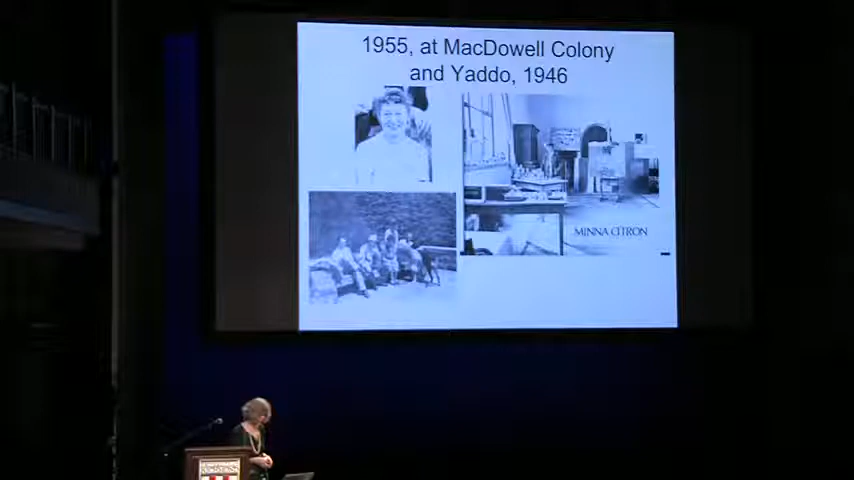 1955, at MacDowell Colony
and Yaddo, 1946
MINNA CITRON